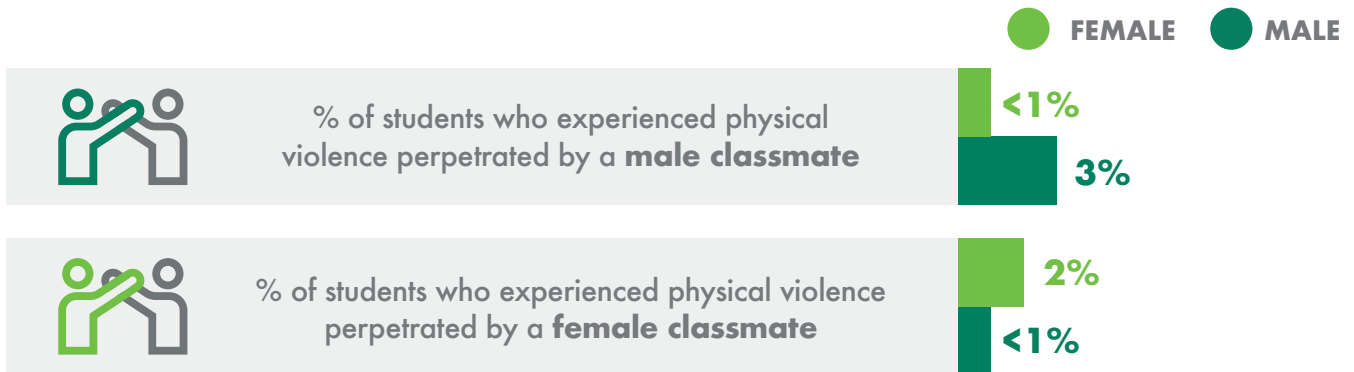 FEMALE MALE
% of students who experienced physical
violence perpetrated by a male classmate
<1%
3%
% of students who experienced physical violence
perpetrated by a female classmate
2%
<1%